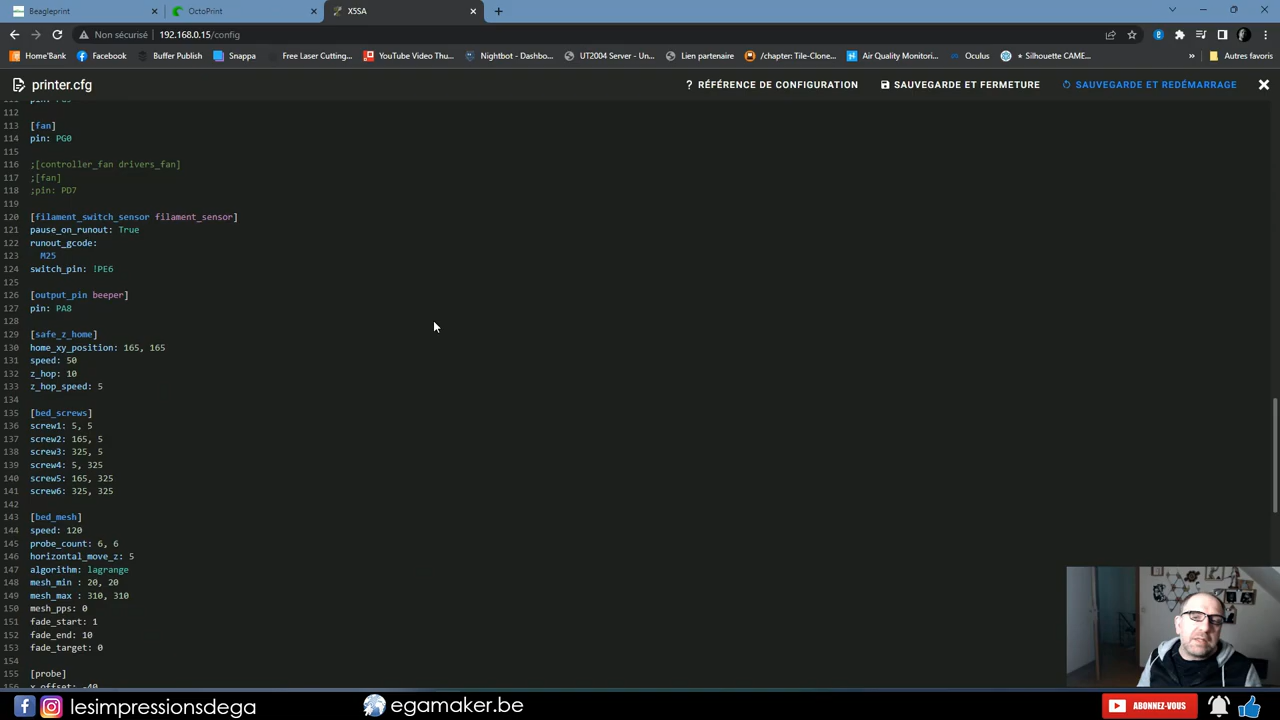 Beagleprint
OctoPrint
X5SA
Non sécurisé
192.168.0.15/config
Home'Bank
Facebook
Buffer Publish
Snappa
Free Laser Cutting...
YouTube Video Thu...
Nightbot - Dashbo...
UT2004 Server - Un...
Lien partenaire
/chapter: Tile-Clone...
Air Quality Monitori...
Oculus
★ Silhouette CAME...
»
Autres favoris
printer.cfg
? RÉFÉRENCE DE CONFIGURATION
SAUVEGARDE ET FERMETURE
SAUVEGARDE ET REDÉMARRAGE
112
113 [fan]
114 pin: PG0
115
116 ;[controller_fan drivers_fan]
117 ;[fan]
118 ;pin: PD7
119
120 [filament_switch_sensor filament_sensor]
121 pause_on_runout: True
122 runout_gcode:
123 M25
124 switch_pin: !PE6
125
126 [output_pin beeper]
127 pin: PA8
128
129 [safe_z_home]
130 home_xy_position: 165, 165
131 speed: 50
132 z_hop: 10
133 z_hop_speed: 5
134
135 [bed_screws]
136 screw1: 5, 5
137 screw2: 165, 5
138 screw3: 325, 5
139 screw4: 5, 325
140 screw5: 165, 325
141 screw6: 325, 325
142
143 [bed_mesh]
144 speed: 120
145 probe_count: 6, 6
146 horizontal_move_z: 5
147 algorithm: lagrange
148 mesh_min : 20, 20
149 mesh_max : 310, 310
150 mesh_pps: 0
151 fade_start: 1
152 fade_end: 10
153 fade_target: 0
154
155 [probe]
156 x_offset: -40
lesimpressionsdega
egamaker.be
ABONNEZ-VOUS